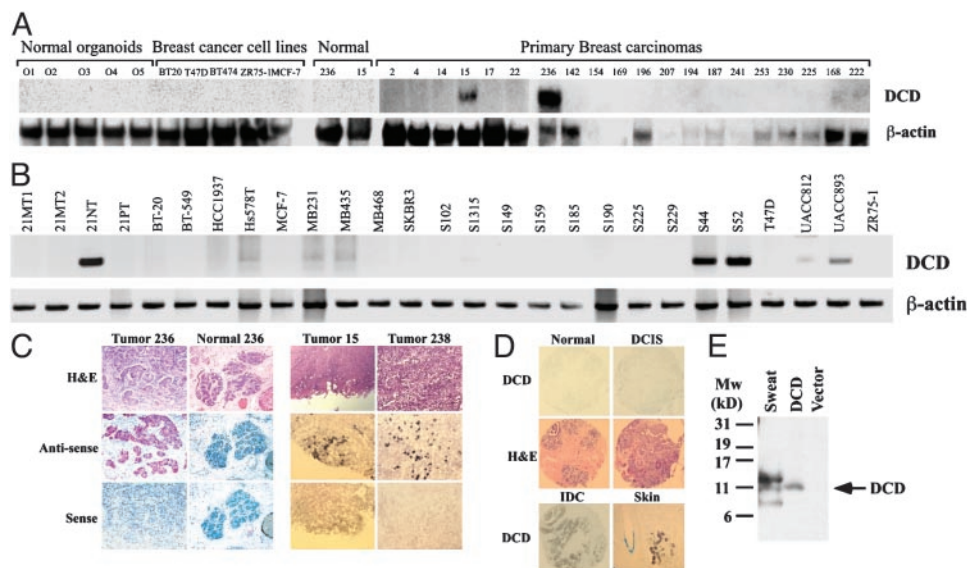 A
Normal organoids Breast cancer cell lines Normal Primary Breast carcinomas
O1 O2 O3 O4 O5 BT20 T47D BT474 ZR75-1 MCF-7 236 15 2 4 14 15 17 22 236 142 154 169 196 207 194 187 241 253 230 225 168 222
DCD
β-actin
B
21MT1 21MT2 21NT 21PT BT-20 BT-549 HCC1937 Hs578T MCF-7 MB231 MB435 MB468 SKBR3 S102 S1315 S149 S159 S185 S190 S225 S229 S44 S52 T47D UACC812 UACC893 ZR75-1
DCD
β-actin
C
Tumor 236 Normal 236 Tumor 15 Tumor 238
H&E
Anti-sense
Sense
D
Normal DCIS
DCD
H&E
IDC Skin
DCD
E
Mw
(kD)
Sweat DCD Vector
31
19
17
11
6
DCD